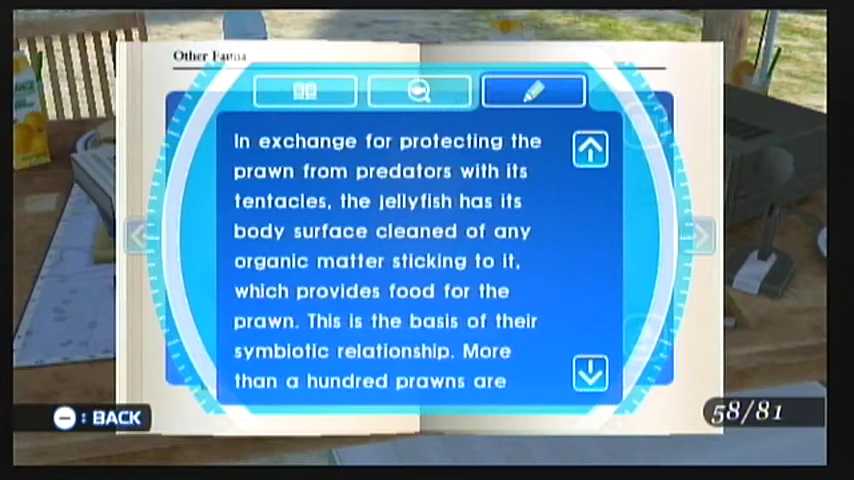 Other Fauna
In exchange for protecting the
prawn from predators with its
tentacles, the jellyfish has its
body surface cleaned of any
organic matter sticking to it,
which provides food for the
prawn. This is the basis of their
symbiotic relationship. More
than a hundred prawns are
- : BACK
58/81